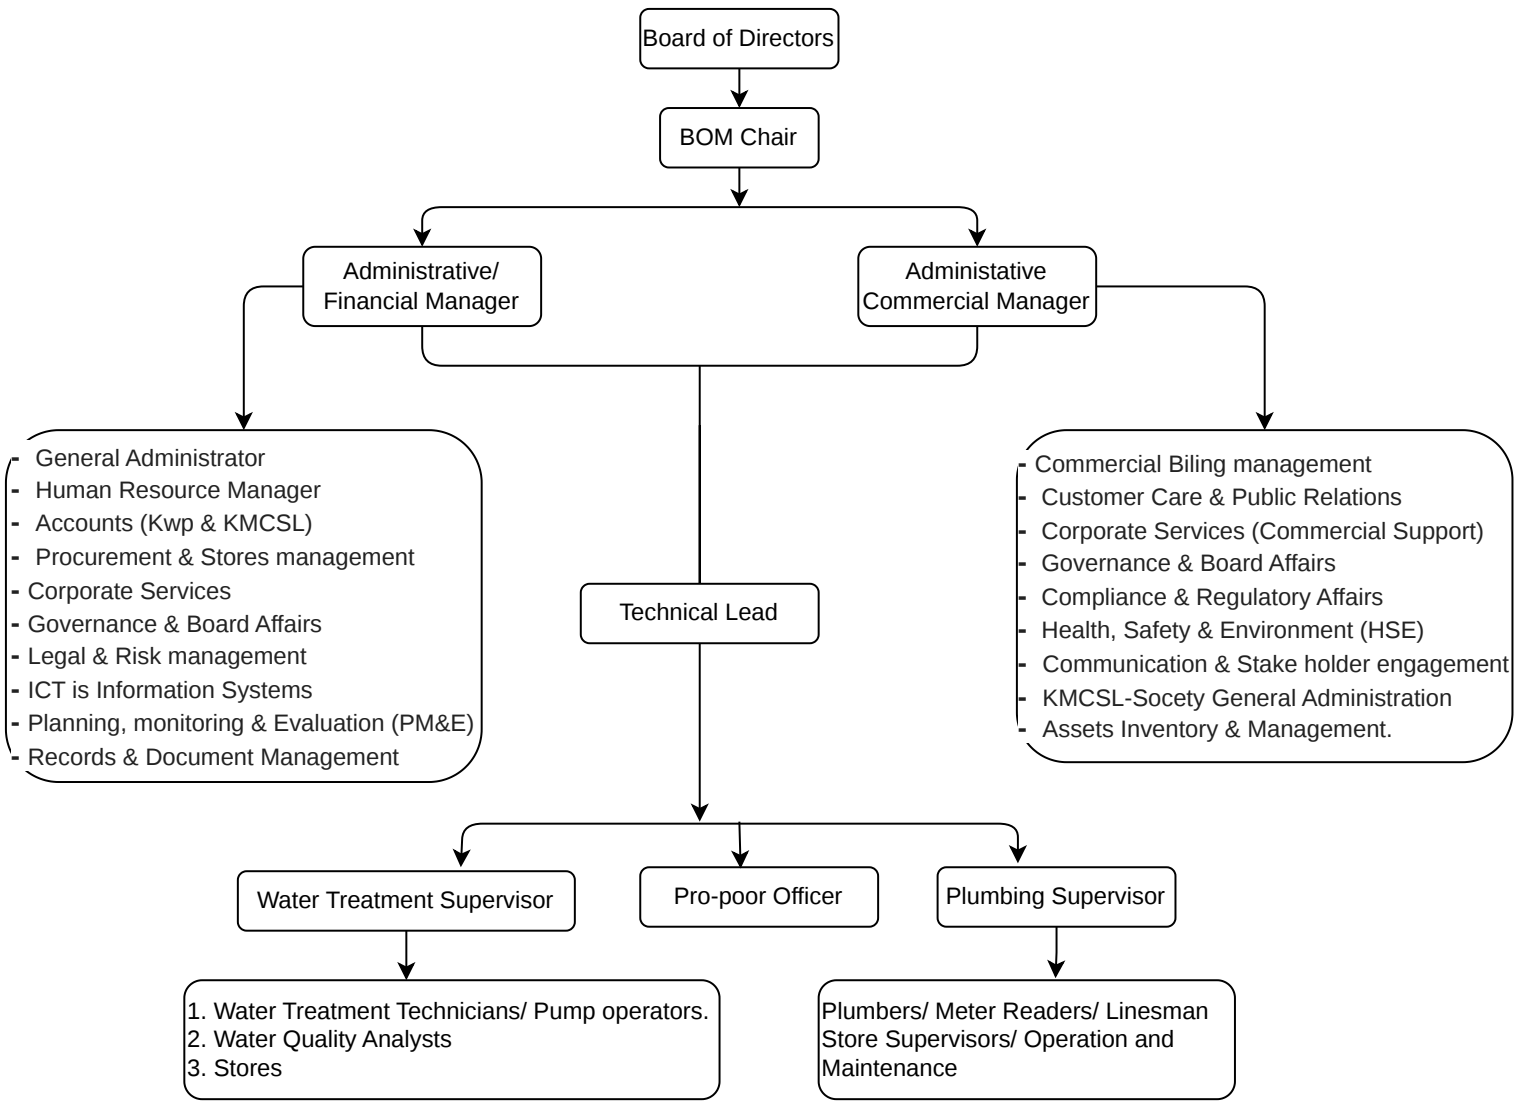 Board of Directors
BOM Chair
Administrative/
Financial Manager
Administative
Commercial Manager
- General Administrator
- Human Resource Manager
- Accounts (Kwp & KMCSL)
- Procurement & Stores management
- Corporate Services
- Governance & Board Affairs
- Legal & Risk management
- ICT is Information Systems
- Planning, monitoring & Evaluation (PM&E)
- Records & Document Management
- Commercial Biling management
- Customer Care & Public Relations
- Corporate Services (Commercial Support)
- Governance & Board Affairs
- Compliance & Regulatory Affairs
- Health, Safety & Environment (HSE)
- Communication & Stake holder engagement
- KMCSL-Socety General Administration
- Assets Inventory & Management.
Technical Lead
Water Treatment Supervisor
Pro-poor Officer
Plumbing Supervisor
1. Water Treatment Technicians/ Pump operators.
2. Water Quality Analysts
3. Stores
Plumbers/ Meter Readers/ Linesman
Store Supervisors/ Operation and
Maintenance